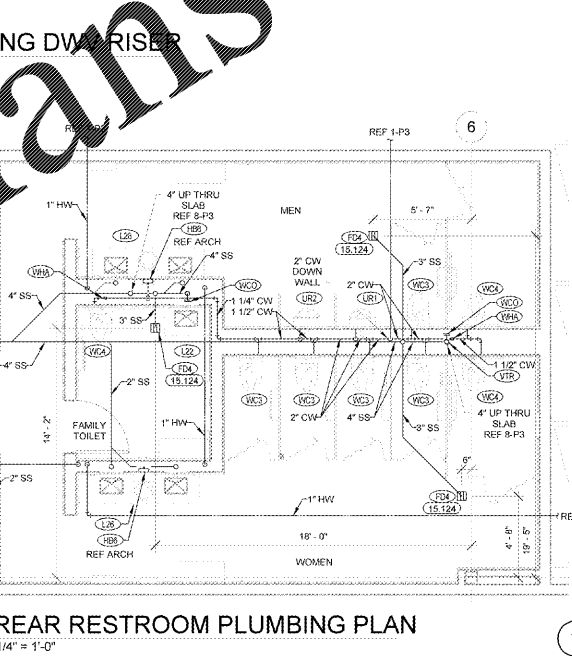 NG DWV RISER
ans
6
REF 1-P3
4" UP THRU
SLAB
REF 8-P3
MEN
5' - 7"
1" HW
L26
HB6
REF ARCH
FD4
15.124
4" SS
3" SS
WHA
2" CW
DOWN
WALL
WCO
4" SS
UR2
2" CW
UR1
WC3
WC4
WCO
WHA
1 1/4" CW
1 1/2" CW
3" SS
4" SS
WC4
L22
FD4
15.124
1 1/2" CW
VTR
2" SS
WC3
WC3
WC3
WC3
WC4
2" CW
4" SS
4" UP THRU
SLAB
REF 8-P3
14' - 2"
FAMILY
TOILET
1" HW
3" SS
6"
2" SS
FD4
15.124
1" HW
L26
HB6
REF ARCH
18' - 0"
4' - 8"
19' - 5"
WOMEN
REAR RESTROOM PLUMBING PLAN
1/4" = 1'-0"